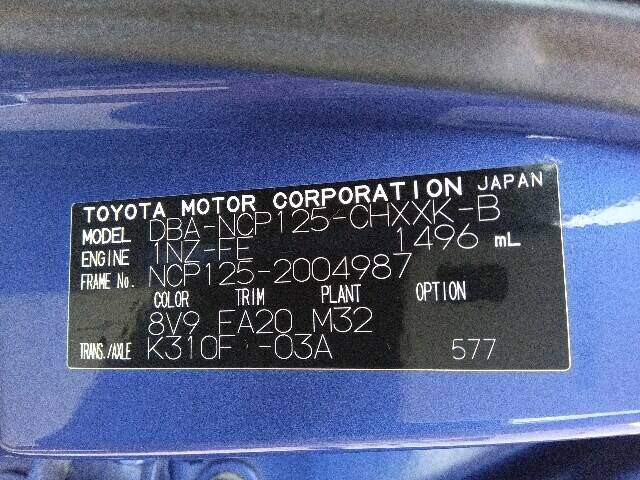 TOYOTA MOTOR CORPORATION JAPAN
MODEL DBA-NCP125-CHXXK-B
ENGINE 1NZ-FE 1496 mL
FRAME No. NCP125-2004987
COLOR TRIM PLANT OPTION
8V9 EA20 M32
TRANS./AXLE K310F -03A 577